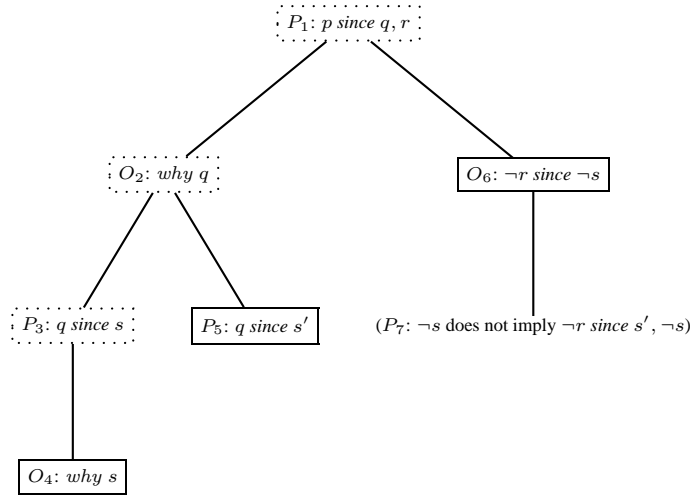 P₁: p since q, r
O₂: why q
O₆: ¬r since ¬s
P₃: q since s
P₅: q since s′
(P₇: ¬s does not imply ¬r since s′, ¬s)
O₄: why s